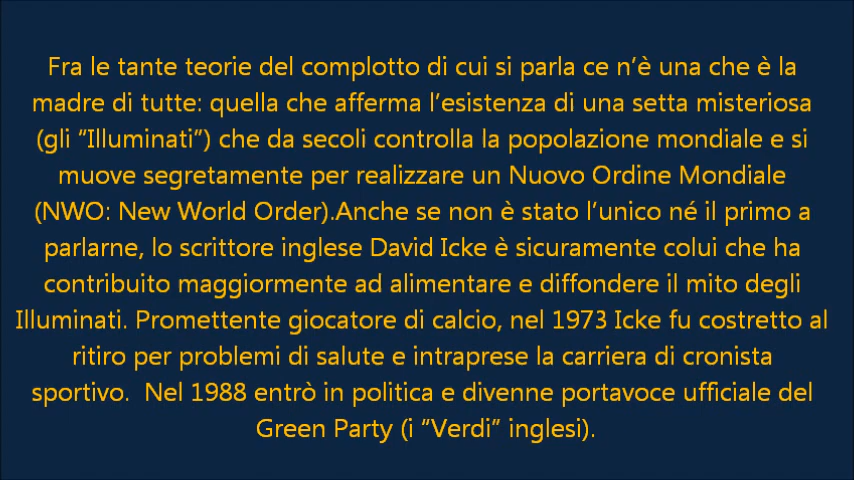 Fra le tante teorie del complotto di cui si parla ce n’è una che è la
madre di tutte: quella che afferma l’esistenza di una setta misteriosa
(gli “Illuminati”) che da secoli controlla la popolazione mondiale e si
muove segretamente per realizzare un Nuovo Ordine Mondiale
(NWO: New World Order).Anche se non è stato l’unico né il primo a
parlarne, lo scrittore inglese David Icke è sicuramente colui che ha
contribuito maggiormente ad alimentare e diffondere il mito degli
Illuminati. Promettente giocatore di calcio, nel 1973 Icke fu costretto al
ritiro per problemi di salute e intraprese la carriera di cronista
sportivo.  Nel 1988 entrò in politica e divenne portavoce ufficiale del
Green Party (i “Verdi” inglesi).